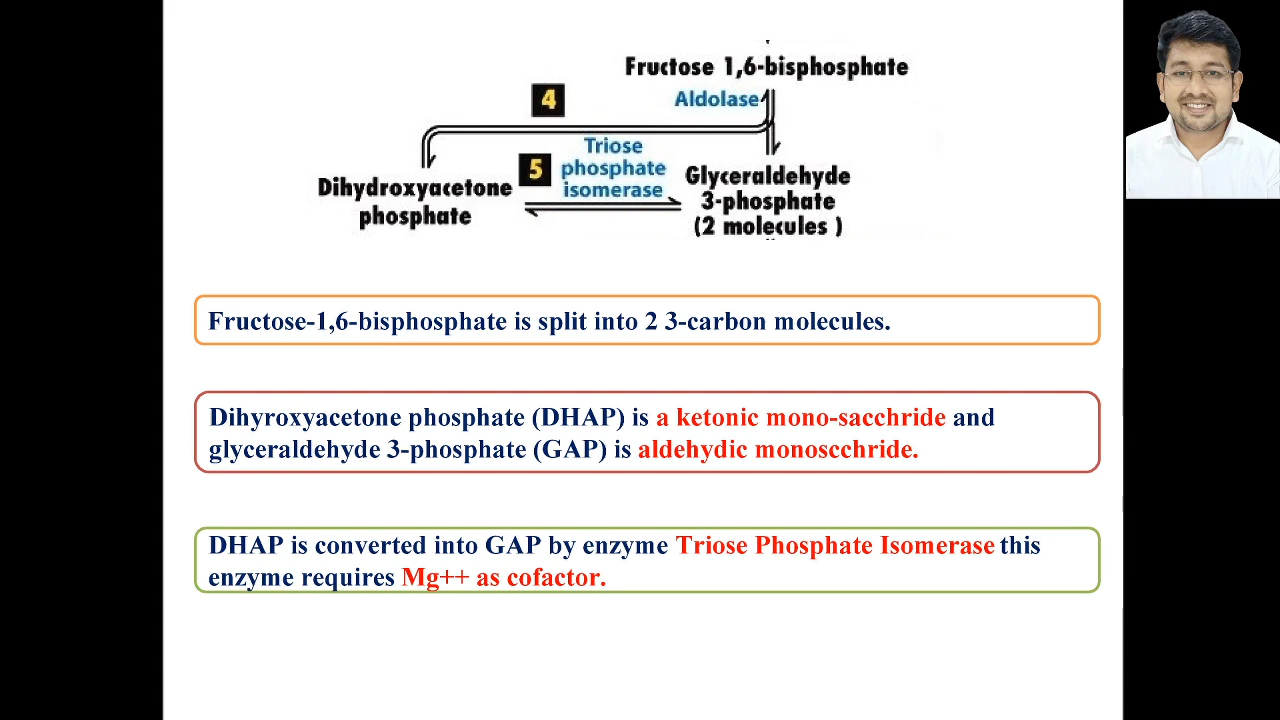 Fructose 1,6-bisphosphate
4
Aldolase
5
Triose
phosphate
isomerase
Dihydroxyacetone
phosphate
Glyceraldehyde
3-phosphate
(2 molecules )
Fructose-1,6-bisphosphate is split into 2 3-carbon molecules.
Dihyroxyacetone phosphate (DHAP) is a ketonic mono-sacchride and
glyceraldehyde 3-phosphate (GAP) is aldehydic monoscchride.
DHAP is converted into GAP by enzyme Triose Phosphate Isomerase this
enzyme requires Mg++ as cofactor.